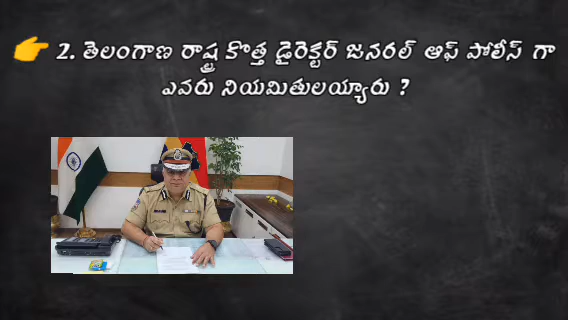 👉 2. తెలంగాణ రాష్ట్ర కొత్త డైరెక్టర్ జనరల్ ఆఫ్ పోలీస్ గా
ఎవరు నియమితులయ్యారు ?